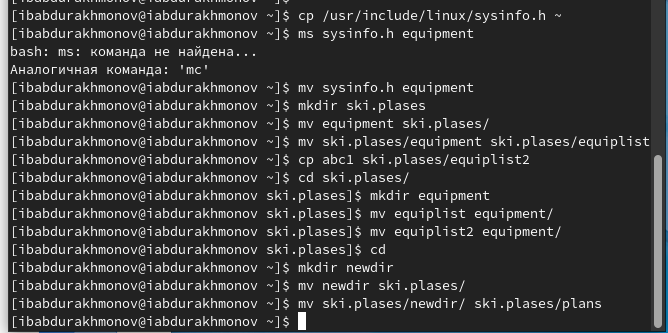 [ibabdurakhmonov@iabdurakhmonov ~]$ cp /usr/include/linux/sysinfo.h ~
[ibabdurakhmonov@iabdurakhmonov ~]$ ms sysinfo.h equipment
bash: ms: команда не найдена...
Аналогичная команда: 'mc'
[ibabdurakhmonov@iabdurakhmonov ~]$ mv sysinfo.h equipment
[ibabdurakhmonov@iabdurakhmonov ~]$ mkdir ski.plases
[ibabdurakhmonov@iabdurakhmonov ~]$ mv equipment ski.plases/
[ibabdurakhmonov@iabdurakhmonov ~]$ mv ski.plases/equipment ski.plases/equiplist
[ibabdurakhmonov@iabdurakhmonov ~]$ cp abc1 ski.plases/equiplist2
[ibabdurakhmonov@iabdurakhmonov ~]$ cd ski.plases/
[ibabdurakhmonov@iabdurakhmonov ski.plases]$ mkdir equipment
[ibabdurakhmonov@iabdurakhmonov ski.plases]$ mv equiplist equipment/
[ibabdurakhmonov@iabdurakhmonov ski.plases]$ mv equiplist2 equipment/
[ibabdurakhmonov@iabdurakhmonov ski.plases]$ cd
[ibabdurakhmonov@iabdurakhmonov ~]$ mkdir newdir
[ibabdurakhmonov@iabdurakhmonov ~]$ mv newdir ski.plases/
[ibabdurakhmonov@iabdurakhmonov ~]$ mv ski.plases/newdir/ ski.plases/plans
[ibabdurakhmonov@iabdurakhmonov ~]$